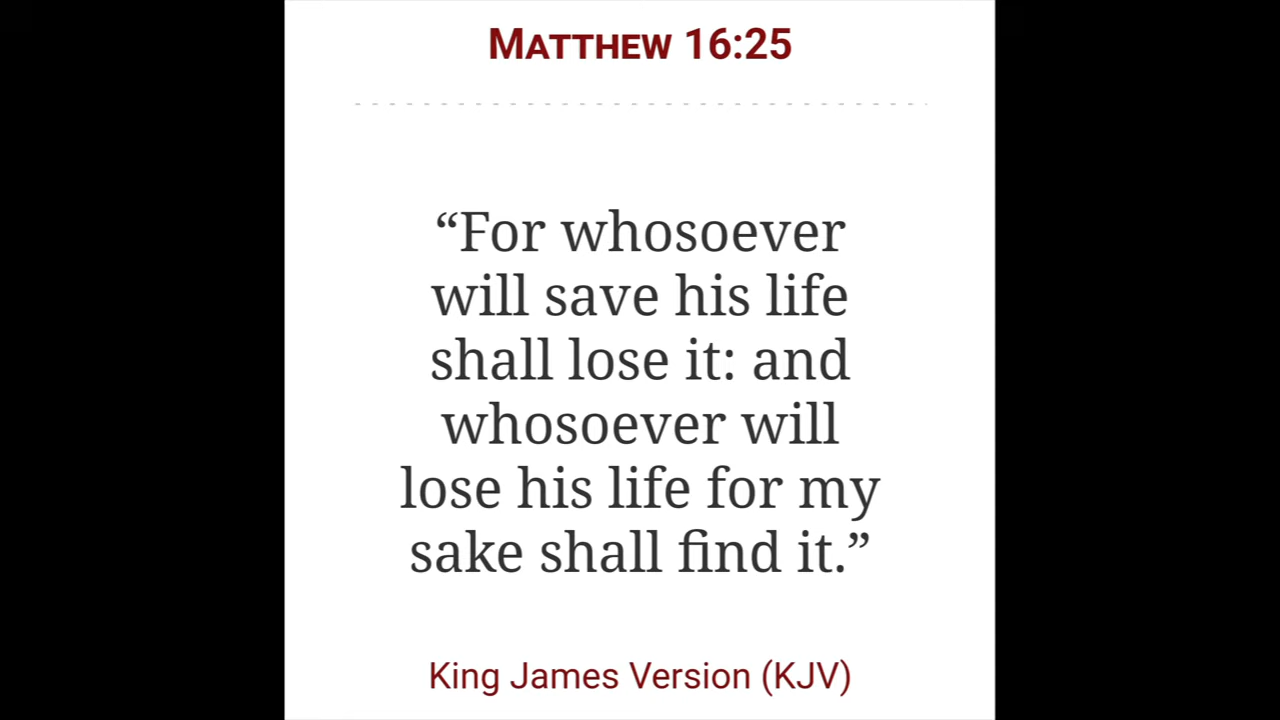 Matthew 16:25
“For whosoever
will save his life
shall lose it: and
whosoever will
lose his life for my
sake shall find it.”
King James Version (KJV)